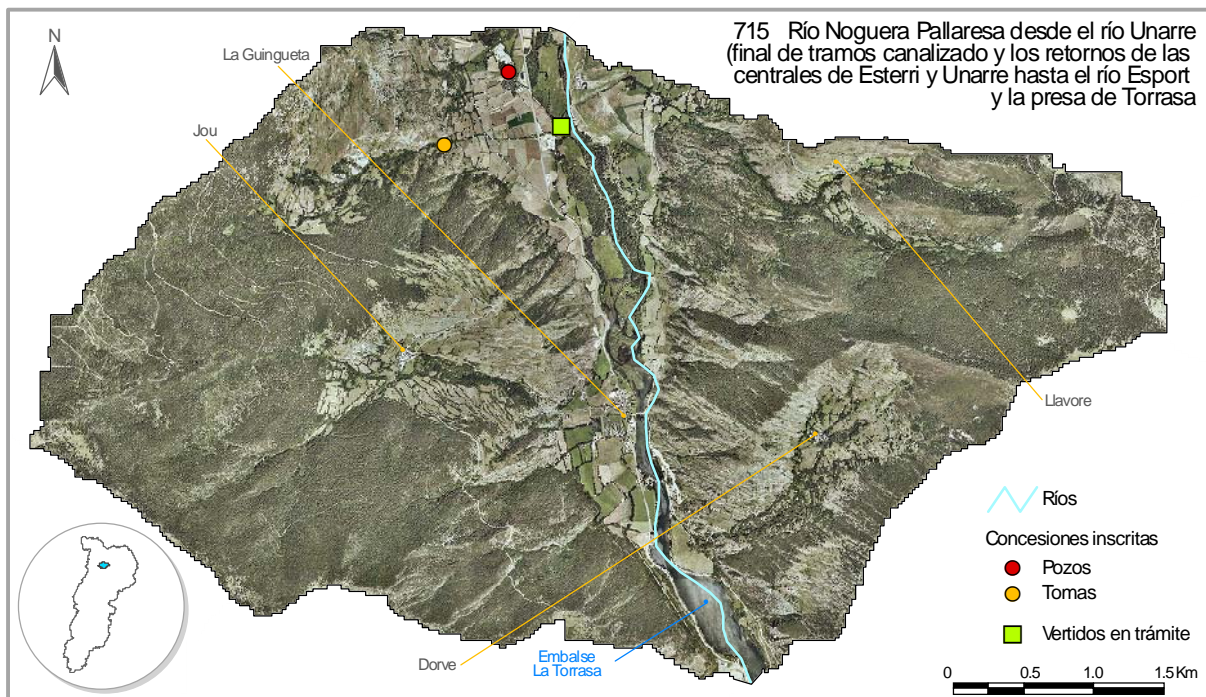 715 Río Noguera Pallaresa desde el río Unarre
(final de tramos canalizado y los retornos de las
centrales de Esterri y Unarre hasta el río Esport
y la presa de Torrasa
N
La Guingueta
Jou
Llavore
Dorve
Embalse
La Torrasa
Ríos
Concesiones inscritas
Pozos
Tomas
Vertidos en trámite
0 0.5 1.0 1.5 Km